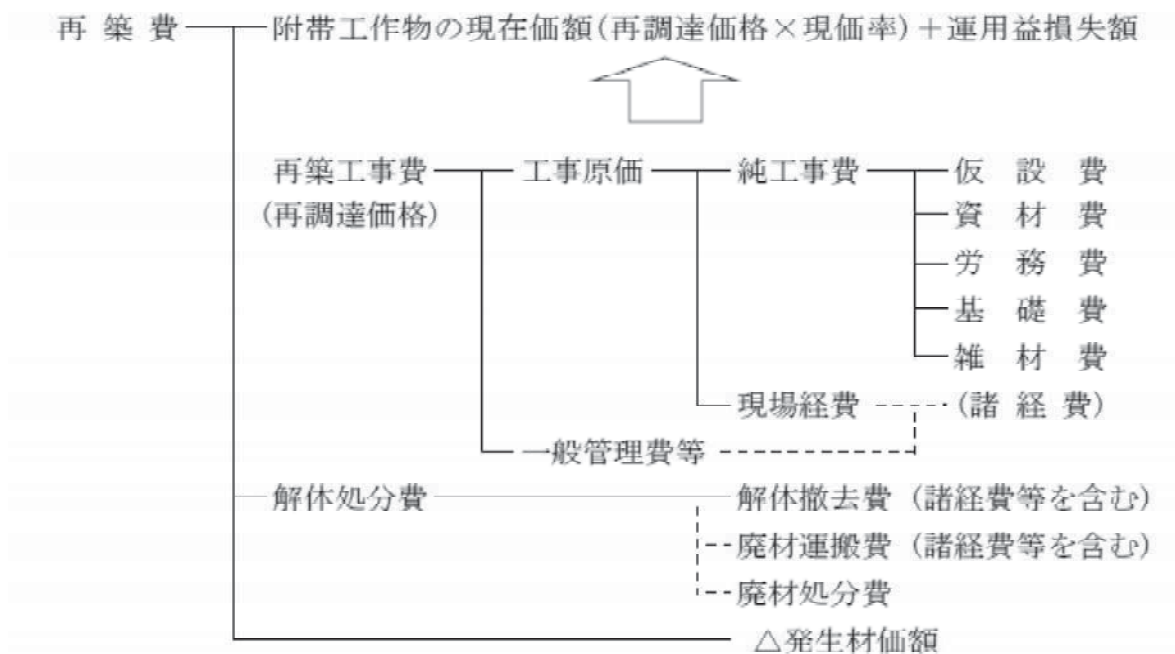 再築費 附帯工作物の現在価額(再調達価格×現価率)+運用益損失額
再築工事費 工事原価 純工事費 仮設費
(再調達価格) 資材費
労務費
基礎費
雑材費
現場経費 (諸経費)
一般管理費等
解体処分費 解体撤去費(諸経費等を含む)
廃材運搬費(諸経費等を含む)
廃材処分費
△発生材価額